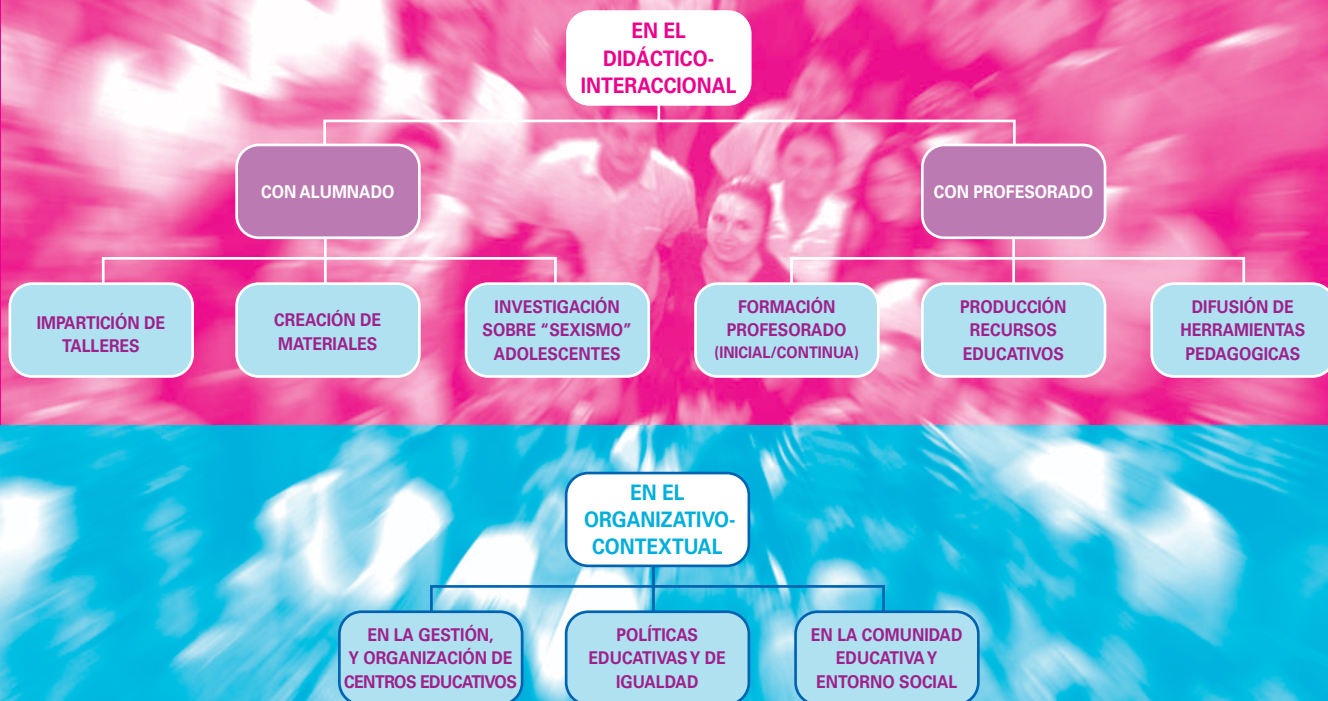 EN EL
DIDÁCTICO-
INTERACCIONAL
CON ALUMNADO
CON PROFESORADO
IMPARTICIÓN DE
TALLERES
CREACIÓN DE
MATERIALES
INVESTIGACIÓN
SOBRE “SEXISMO”
ADOLESCENTES
FORMACIÓN
PROFESORADO
(INICIAL/CONTINUA)
PRODUCCIÓN
RECURSOS
EDUCATIVOS
DIFUSIÓN DE
HERRAMIENTAS
PEDAGOGICAS
EN EL
ORGANIZATIVO-
CONTEXTUAL
EN LA GESTIÓN,
Y ORGANIZACIÓN DE
CENTROS EDUCATIVOS
POLÍTICAS
EDUCATIVAS Y DE
IGUALDAD
EN LA COMUNIDAD
EDUCATIVA Y
ENTORNO SOCIAL